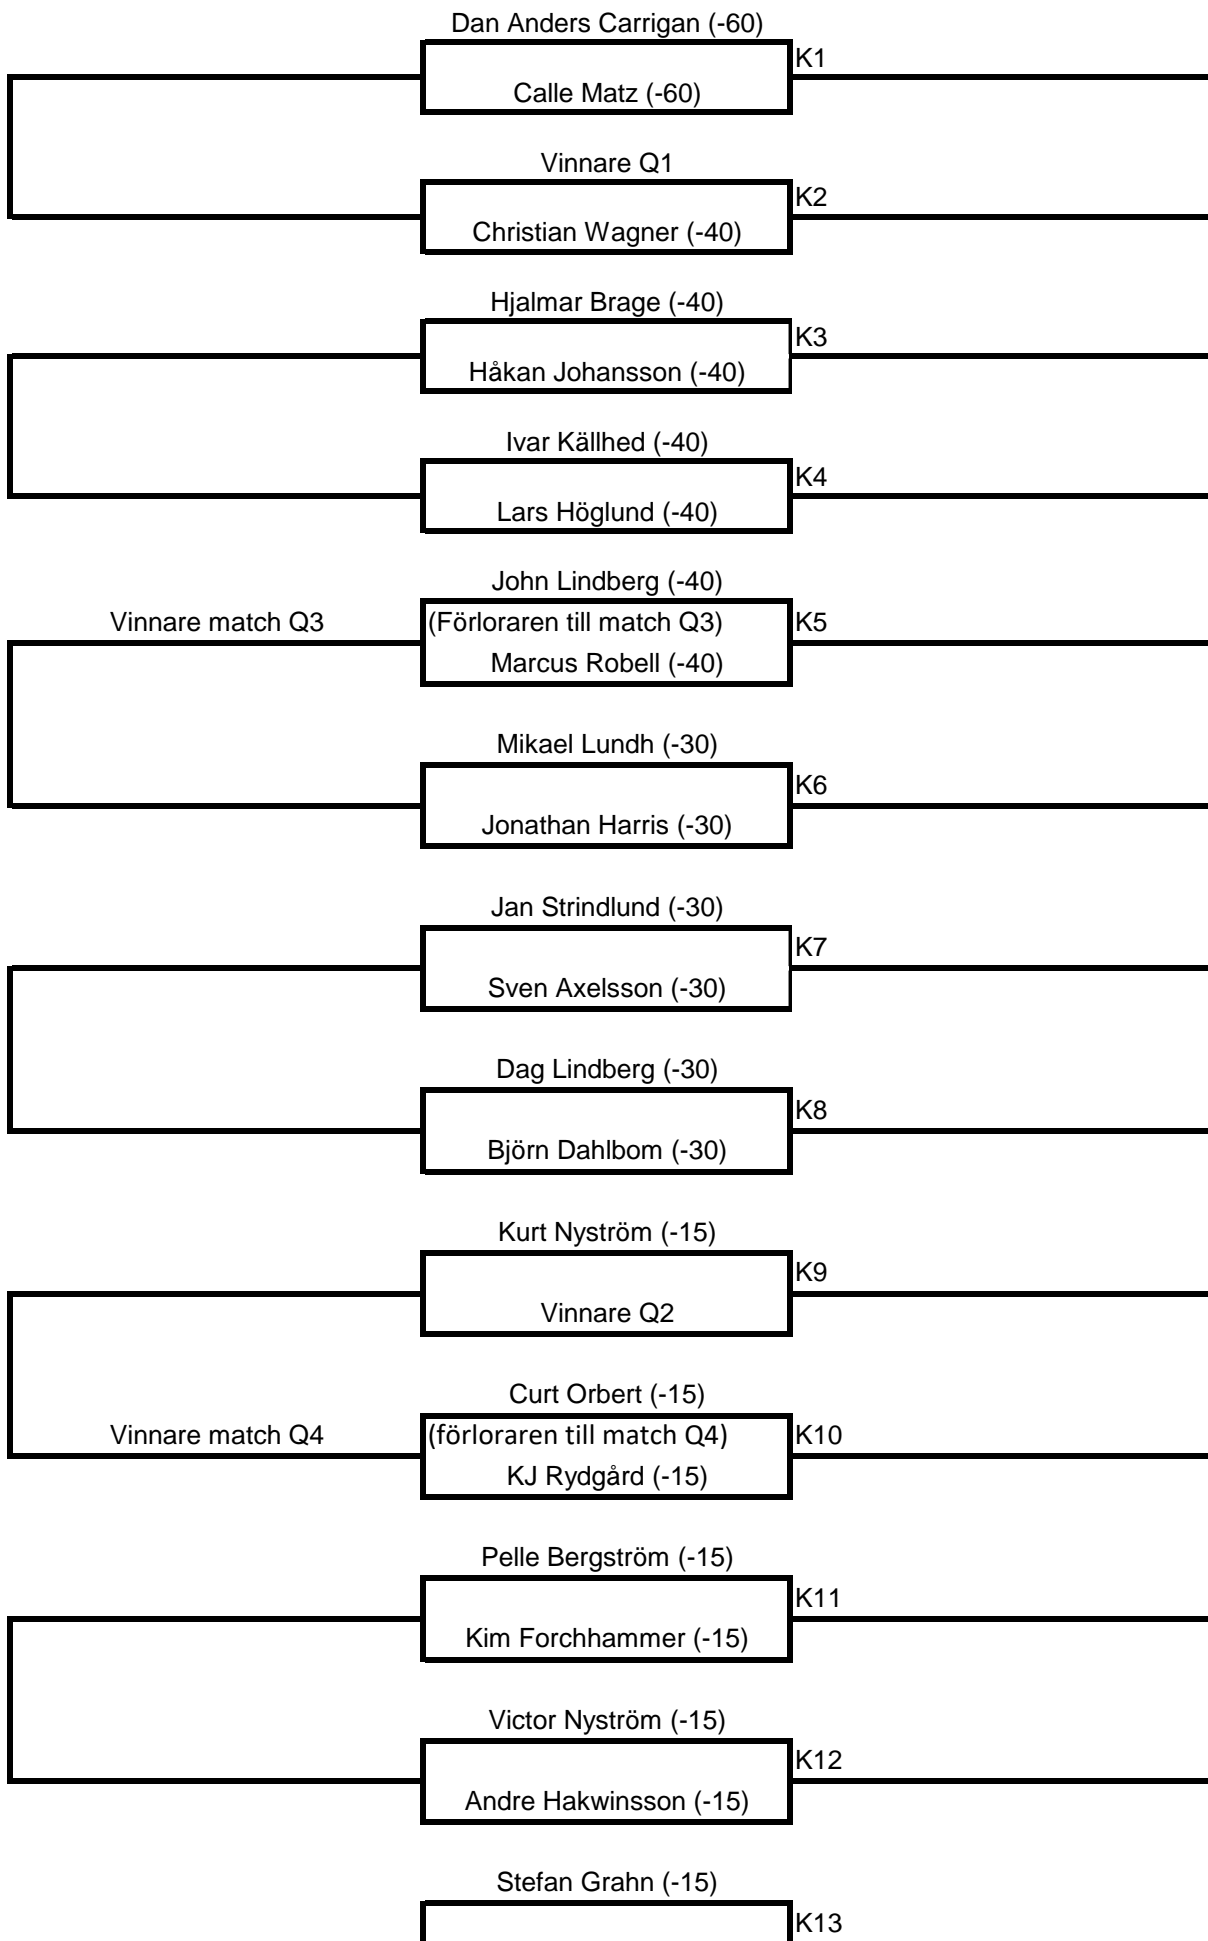 Dan Anders Carrigan (-60)
K1
Calle Matz (-60)
Vinnare Q1
K2
Christian Wagner (-40)
Hjalmar Brage (-40)
K3
Håkan Johansson (-40)
Ivar Källhed (-40)
K4
Lars Höglund (-40)
John Lindberg (-40)
Vinnare match Q3 (Förloraren till match Q3) K5
Marcus Robell (-40)
Mikael Lundh (-30)
K6
Jonathan Harris (-30)
Jan Strindlund (-30)
K7
Sven Axelsson (-30)
Dag Lindberg (-30)
K8
Björn Dahlbom (-30)
Kurt Nyström (-15)
K9
Vinnare Q2
Curt Orbert (-15)
Vinnare match Q4 (förloraren till match Q4) K10
KJ Rydgård (-15)
Pelle Bergström (-15)
K11
Kim Forchhammer (-15)
Victor Nyström (-15)
K12
Andre Hakwinsson (-15)
Stefan Grahn (-15)
K13